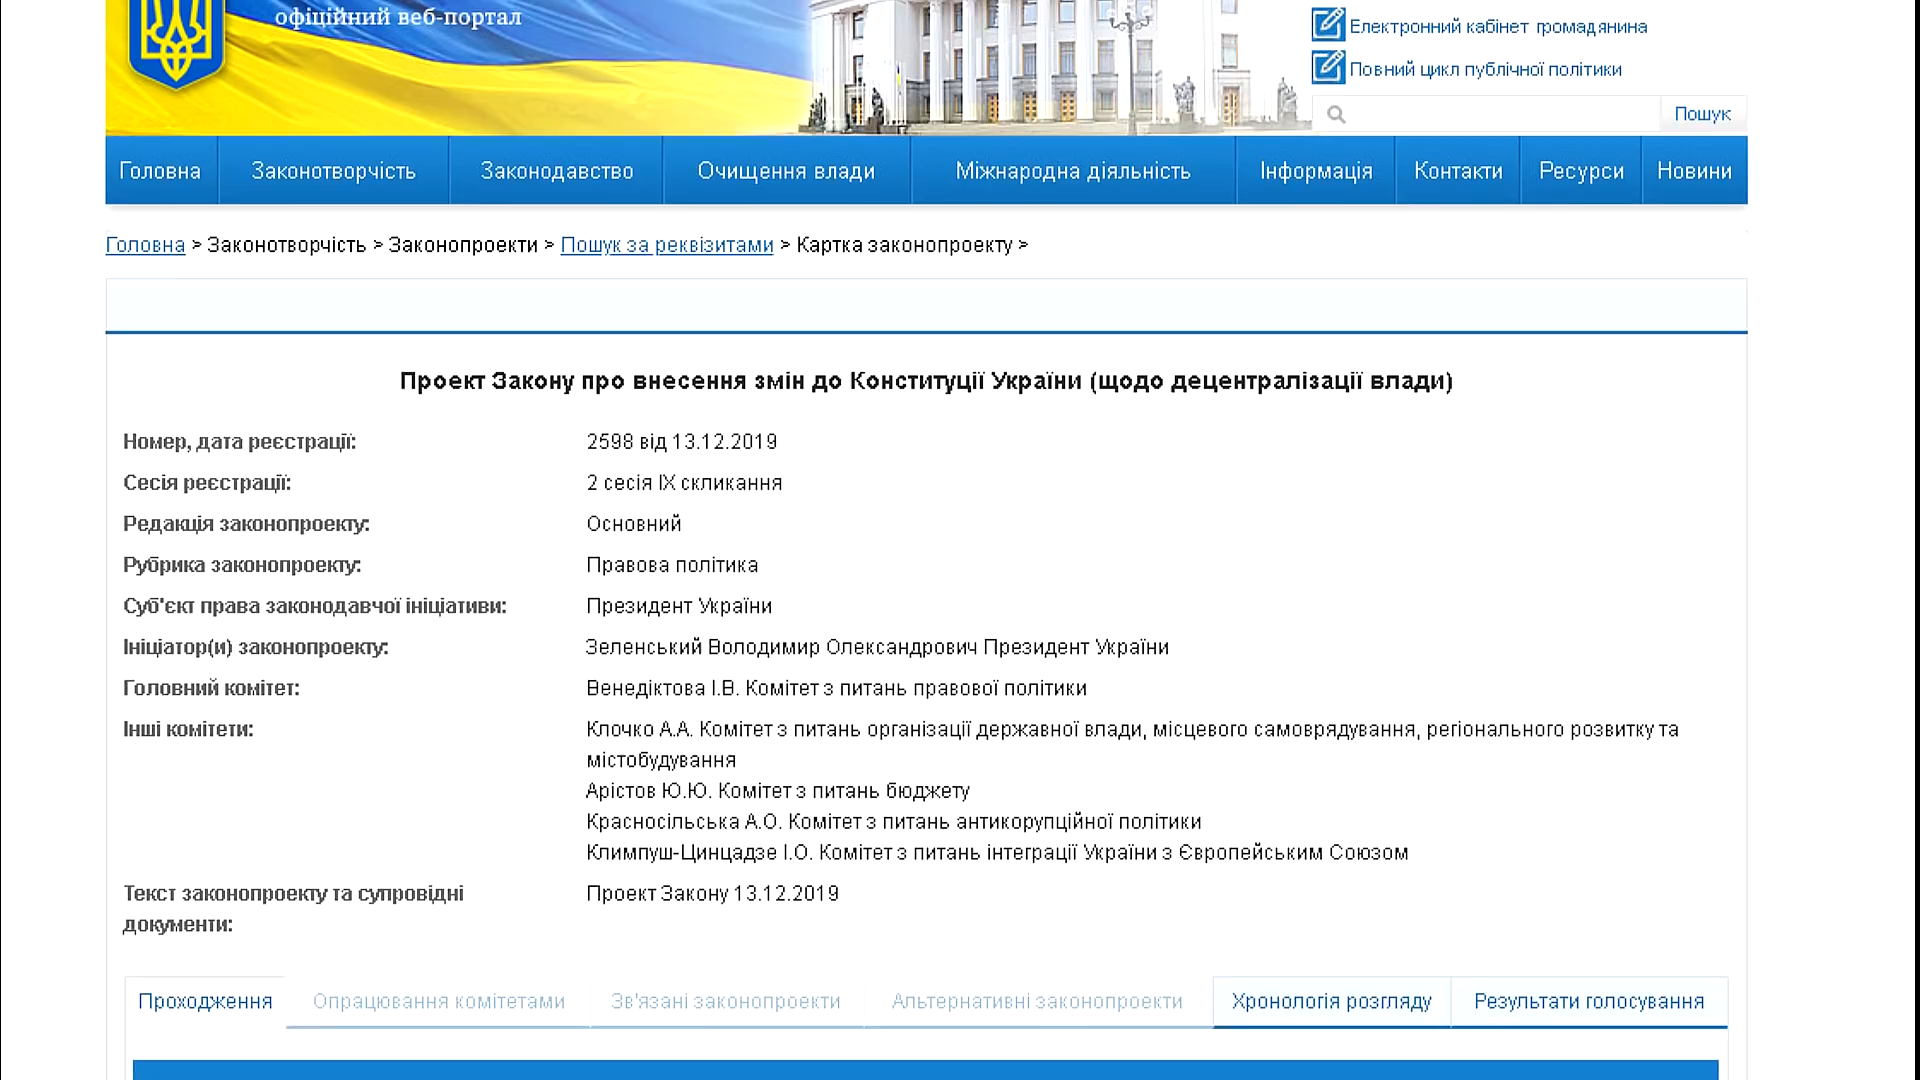 офіційний веб-портал
Електронний кабінет громадянина
Повний цикл публічної політики
Пошук
Головна Законотворчість Законодавство Очищення влади Міжнародна діяльність Інформація Контакти Ресурси Новини
Головна > Законотворчість > Законопроекти > Пошук за реквізитами > Картка законопроекту >
Проект Закону про внесення змін до Конституції України (щодо децентралізації влади)
Номер, дата реєстрації: 2598 від 13.12.2019
Сесія реєстрації: 2 сесія IX скликання
Редакція законопроекту: Основний
Рубрика законопроекту: Правова політика
Суб'єкт права законодавчої ініціативи: Президент України
Ініціатор(и) законопроекту: Зеленський Володимир Олександрович Президент України
Головний комітет: Венедіктова І.В. Комітет з питань правової політики
Інші комітети: Клочко А.А. Комітет з питань організації державної влади, місцевого самоврядування, регіонального розвитку та
містобудування
Арістов Ю.Ю. Комітет з питань бюджету
Красносільська А.О. Комітет з питань антикорупційної політики
Климпуш-Цинцадзе І.О. Комітет з питань інтеграції України з Європейським Союзом
Текст законопроекту та супровідні Проект Закону 13.12.2019
документи:
Проходження Опрацювання комітетами Зв'язані законопроекти Альтернативні законопроекти Хронологія розгляду Результати голосування